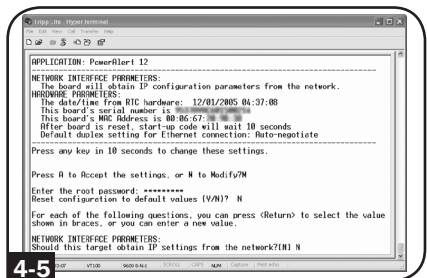 Tripp Lite - HyperTerminal
File Edit View Call Transfer Help
APPLICATION: PowerAlert 12
NETWORK INTERFACE PARAMETERS:
The board will obtain IP configuration parameters from the network.
HARDWARE PARAMETERS:
The date/time from RTC hardware: 12/01/2005 04:37:08
This board's serial number is
This board's MAC Address is 00:06:67:
After board is reset, start-up code will wait 10 seconds
Default duplex setting for Ethernet connection: Auto-negotiate
Press any key in 10 seconds to change these settings.
Press A to Accept the settings, or M to Modify?M
Enter the root password: *********
Reset configuration to default values (Y/N)? N
For each of the following questions, you can press <Return> to select the value
shown in braces, or you can enter a new value.
NETWORK INTERFACE PARAMETERS:
Should this target obtain IP settings from the network?[N] N
4-5
VT100 9600 8-N-1 SCROLL CAPS NUM Capture Print echo